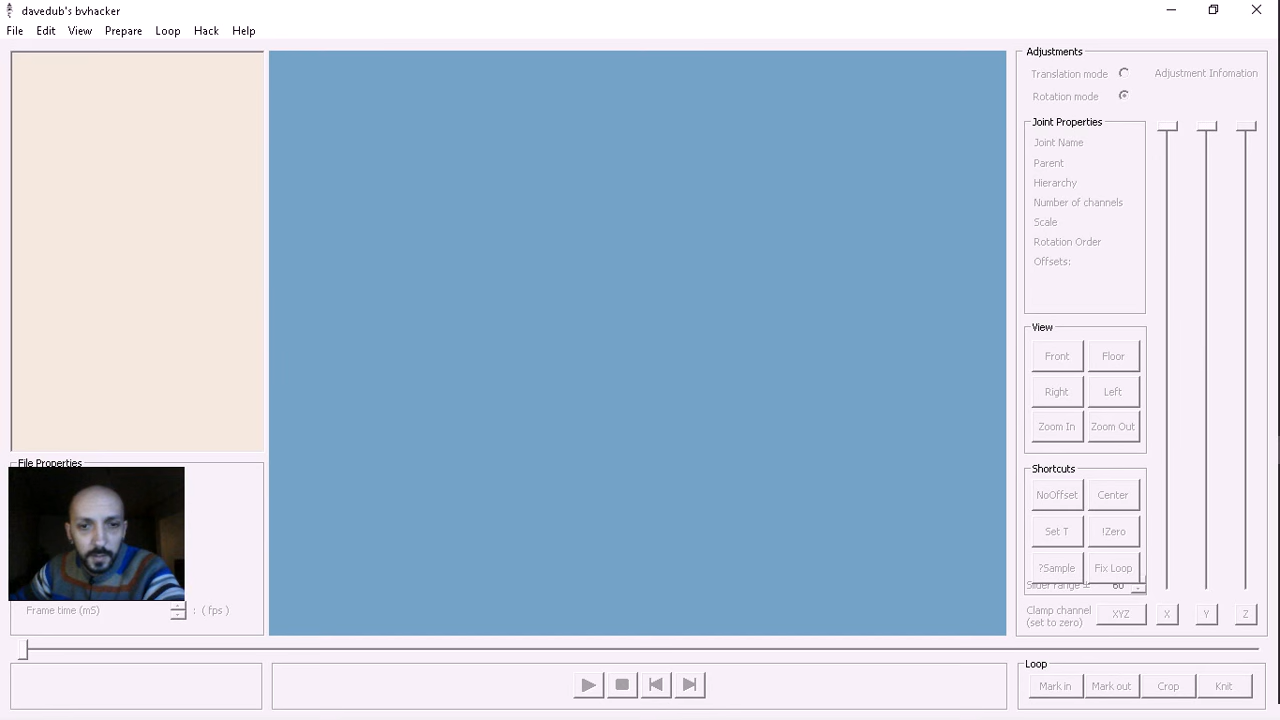 davedub's bvhacker
File Edit View Prepare Loop Hack Help
Adjustments
Translation mode
Adjustment Infomation
Rotation mode
Joint Properties
Joint Name
Parent
Hierarchy
Number of channels
Scale
Rotation Order
Offsets:
View
Front Floor
Right Left
Zoom In Zoom Out
File Properties
Shortcuts
NoOffset Center
Set T !Zero
?Sample Fix Loop
Slider range ± 60
Frame time (mS) : ( fps )
Clamp channel
(set to zero)
XYZ X Y Z
Loop
Mark in Mark out Crop Knit